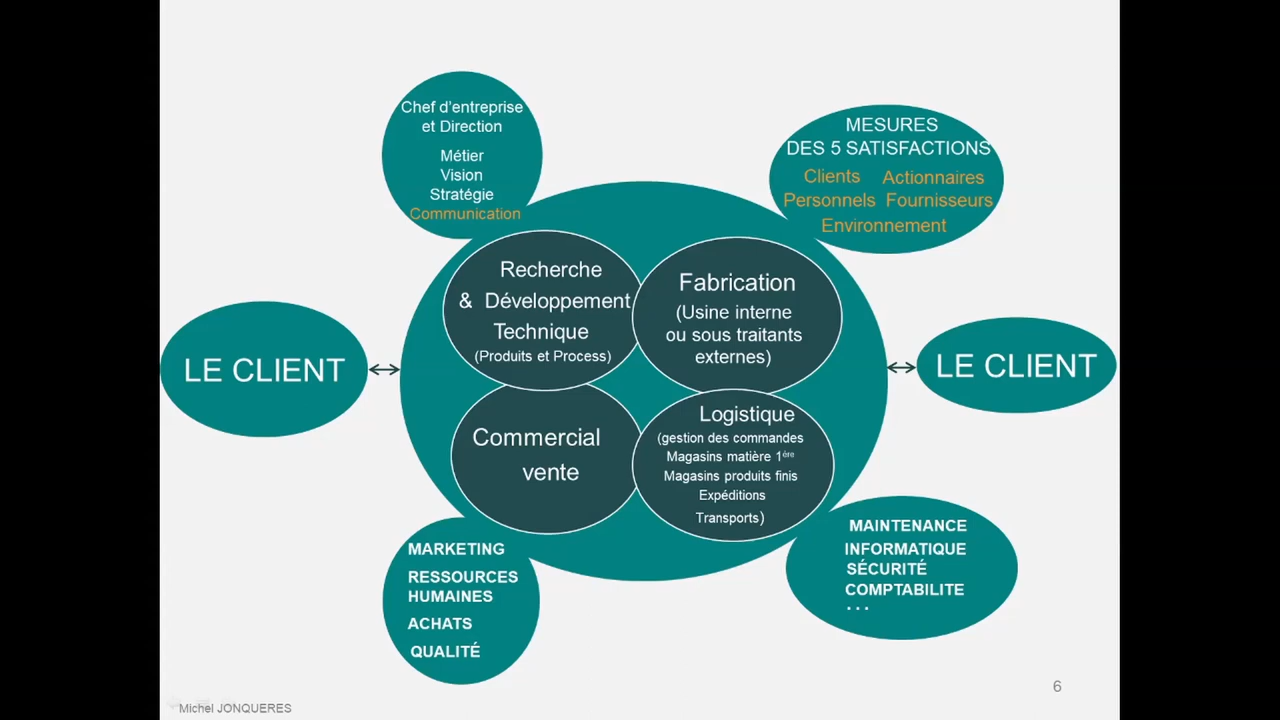 Chef d'entreprise
et Direction
Métier
Vision
Stratégie
Communication
MESURES
DES 5 SATISFACTIONS
Clients Actionnaires
Personnels Fournisseurs
Environnement
LE CLIENT
Recherche
& Développement
Technique
(Produits et Process)
Fabrication
(Usine interne
ou sous traitants
externes)
LE CLIENT
Commercial
vente
Logistique
(gestion des commandes
Magasins matière 1ère
Magasins produits finis
Expéditions
Transports)
MARKETING
RESSOURCES
HUMAINES
ACHATS
QUALITÉ
MAINTENANCE
INFORMATIQUE
SÉCURITÉ
COMPTABILITE
...
6
Michel JONQUERES